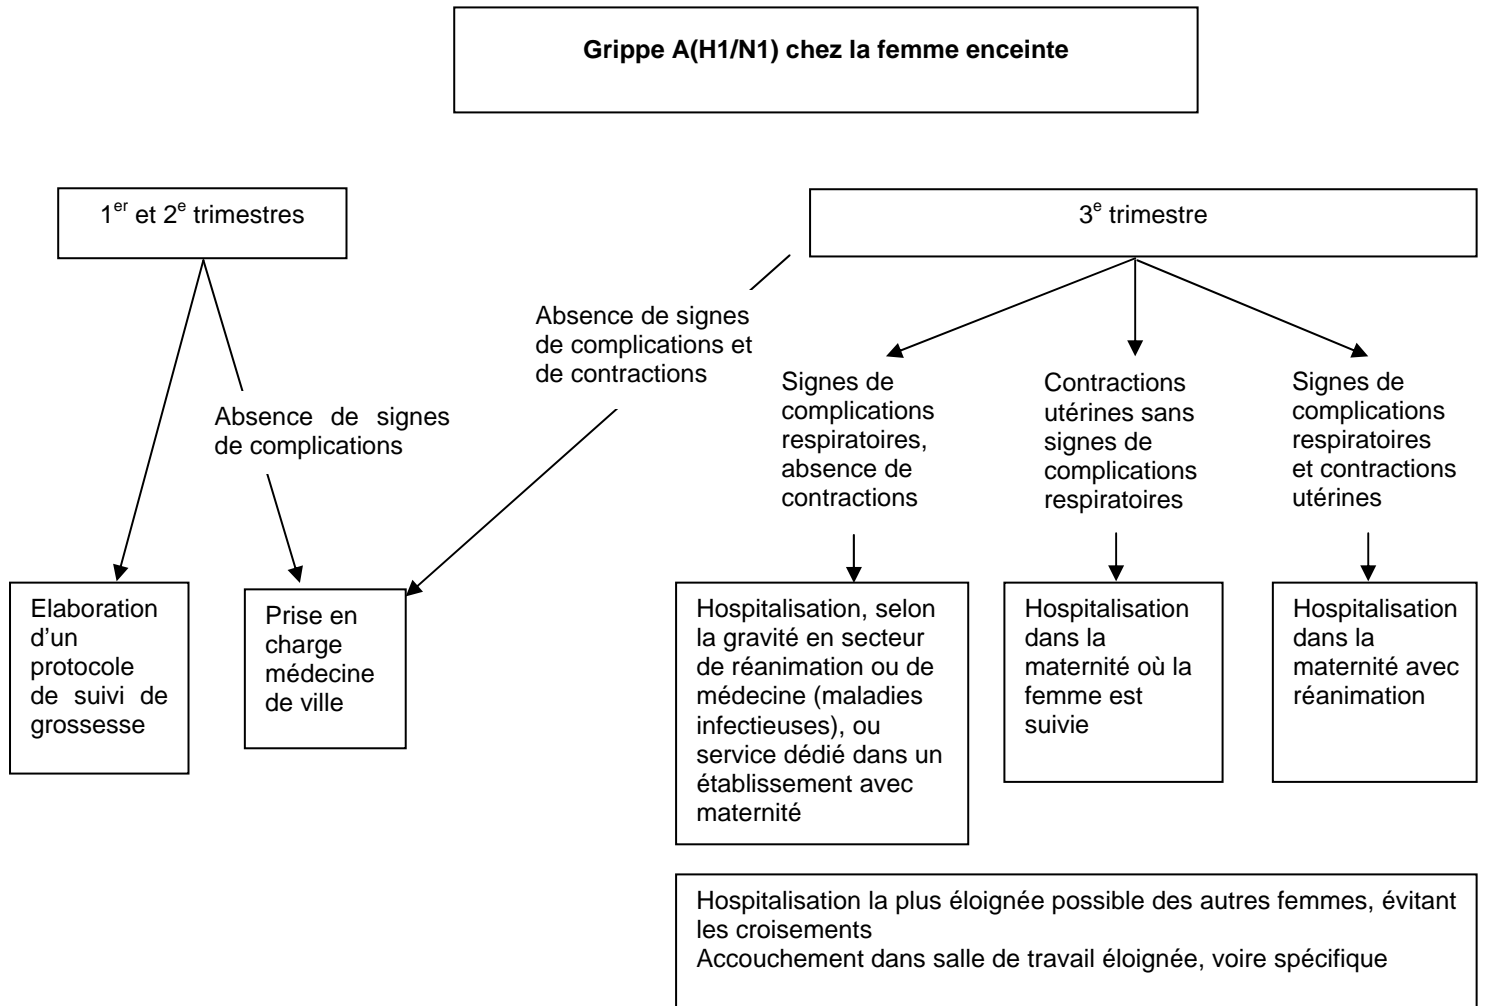 Grippe A(H1/N1) chez la femme enceinte
1er et 2e trimestres
3e trimestre
Absence de signes
de complications et
de contractions
Absence de signes
de complications
Signes de
complications
respiratoires,
absence de
contractions
Contractions
utérines sans
signes de
complications
respiratoires
Signes de
complications
respiratoires
et contractions
utérines
Elaboration
d'un
protocole
de suivi de
grossesse
Prise en
charge
médecine
de ville
Hospitalisation, selon
la gravité en secteur
de réanimation ou de
médecine (maladies
infectieuses), ou
service dédié dans un
établissement avec
maternité
Hospitalisation
dans la
maternité où la
femme est
suivie
Hospitalisation
dans la
maternité avec
réanimation
Hospitalisation la plus éloignée possible des autres femmes, évitant
les croisements
Accouchement dans salle de travail éloignée, voire spécifique